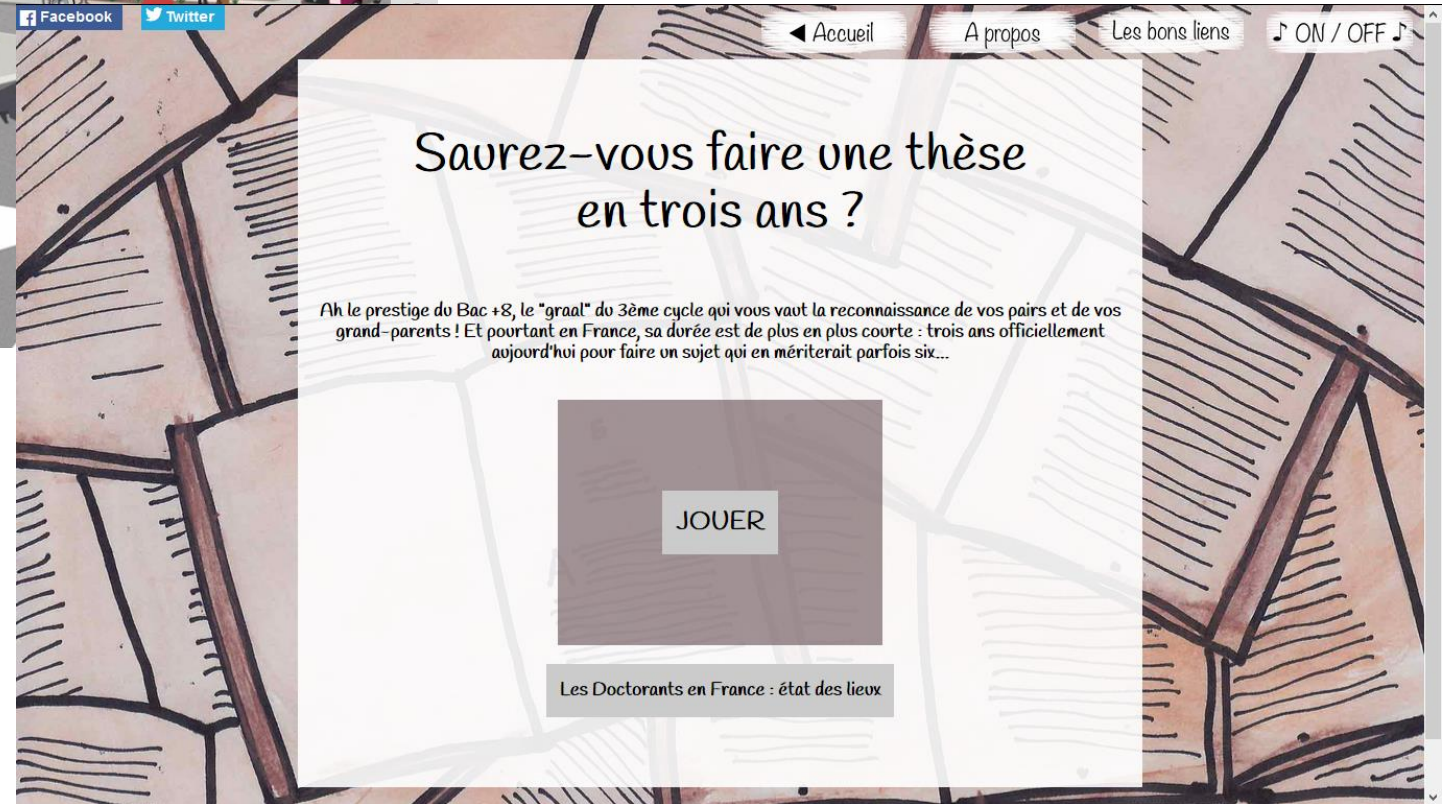 Facebook
Twitter
◀ Accueil
A propos
Les bons liens
♪ ON / OFF ♪
Saurez-vous faire une thèse
en trois ans ?
Ah le prestige du Bac +8, le "graal" du 3ème cycle qui vous vaut la reconnaissance de vos pairs et de vos
grand-parents ! Et pourtant en France, sa durée est de plus en plus courte : trois ans officiellement
aujourd'hui pour faire un sujet qui en mériterait parfois six...
JOUER
Les Doctorants en France : état des lieux